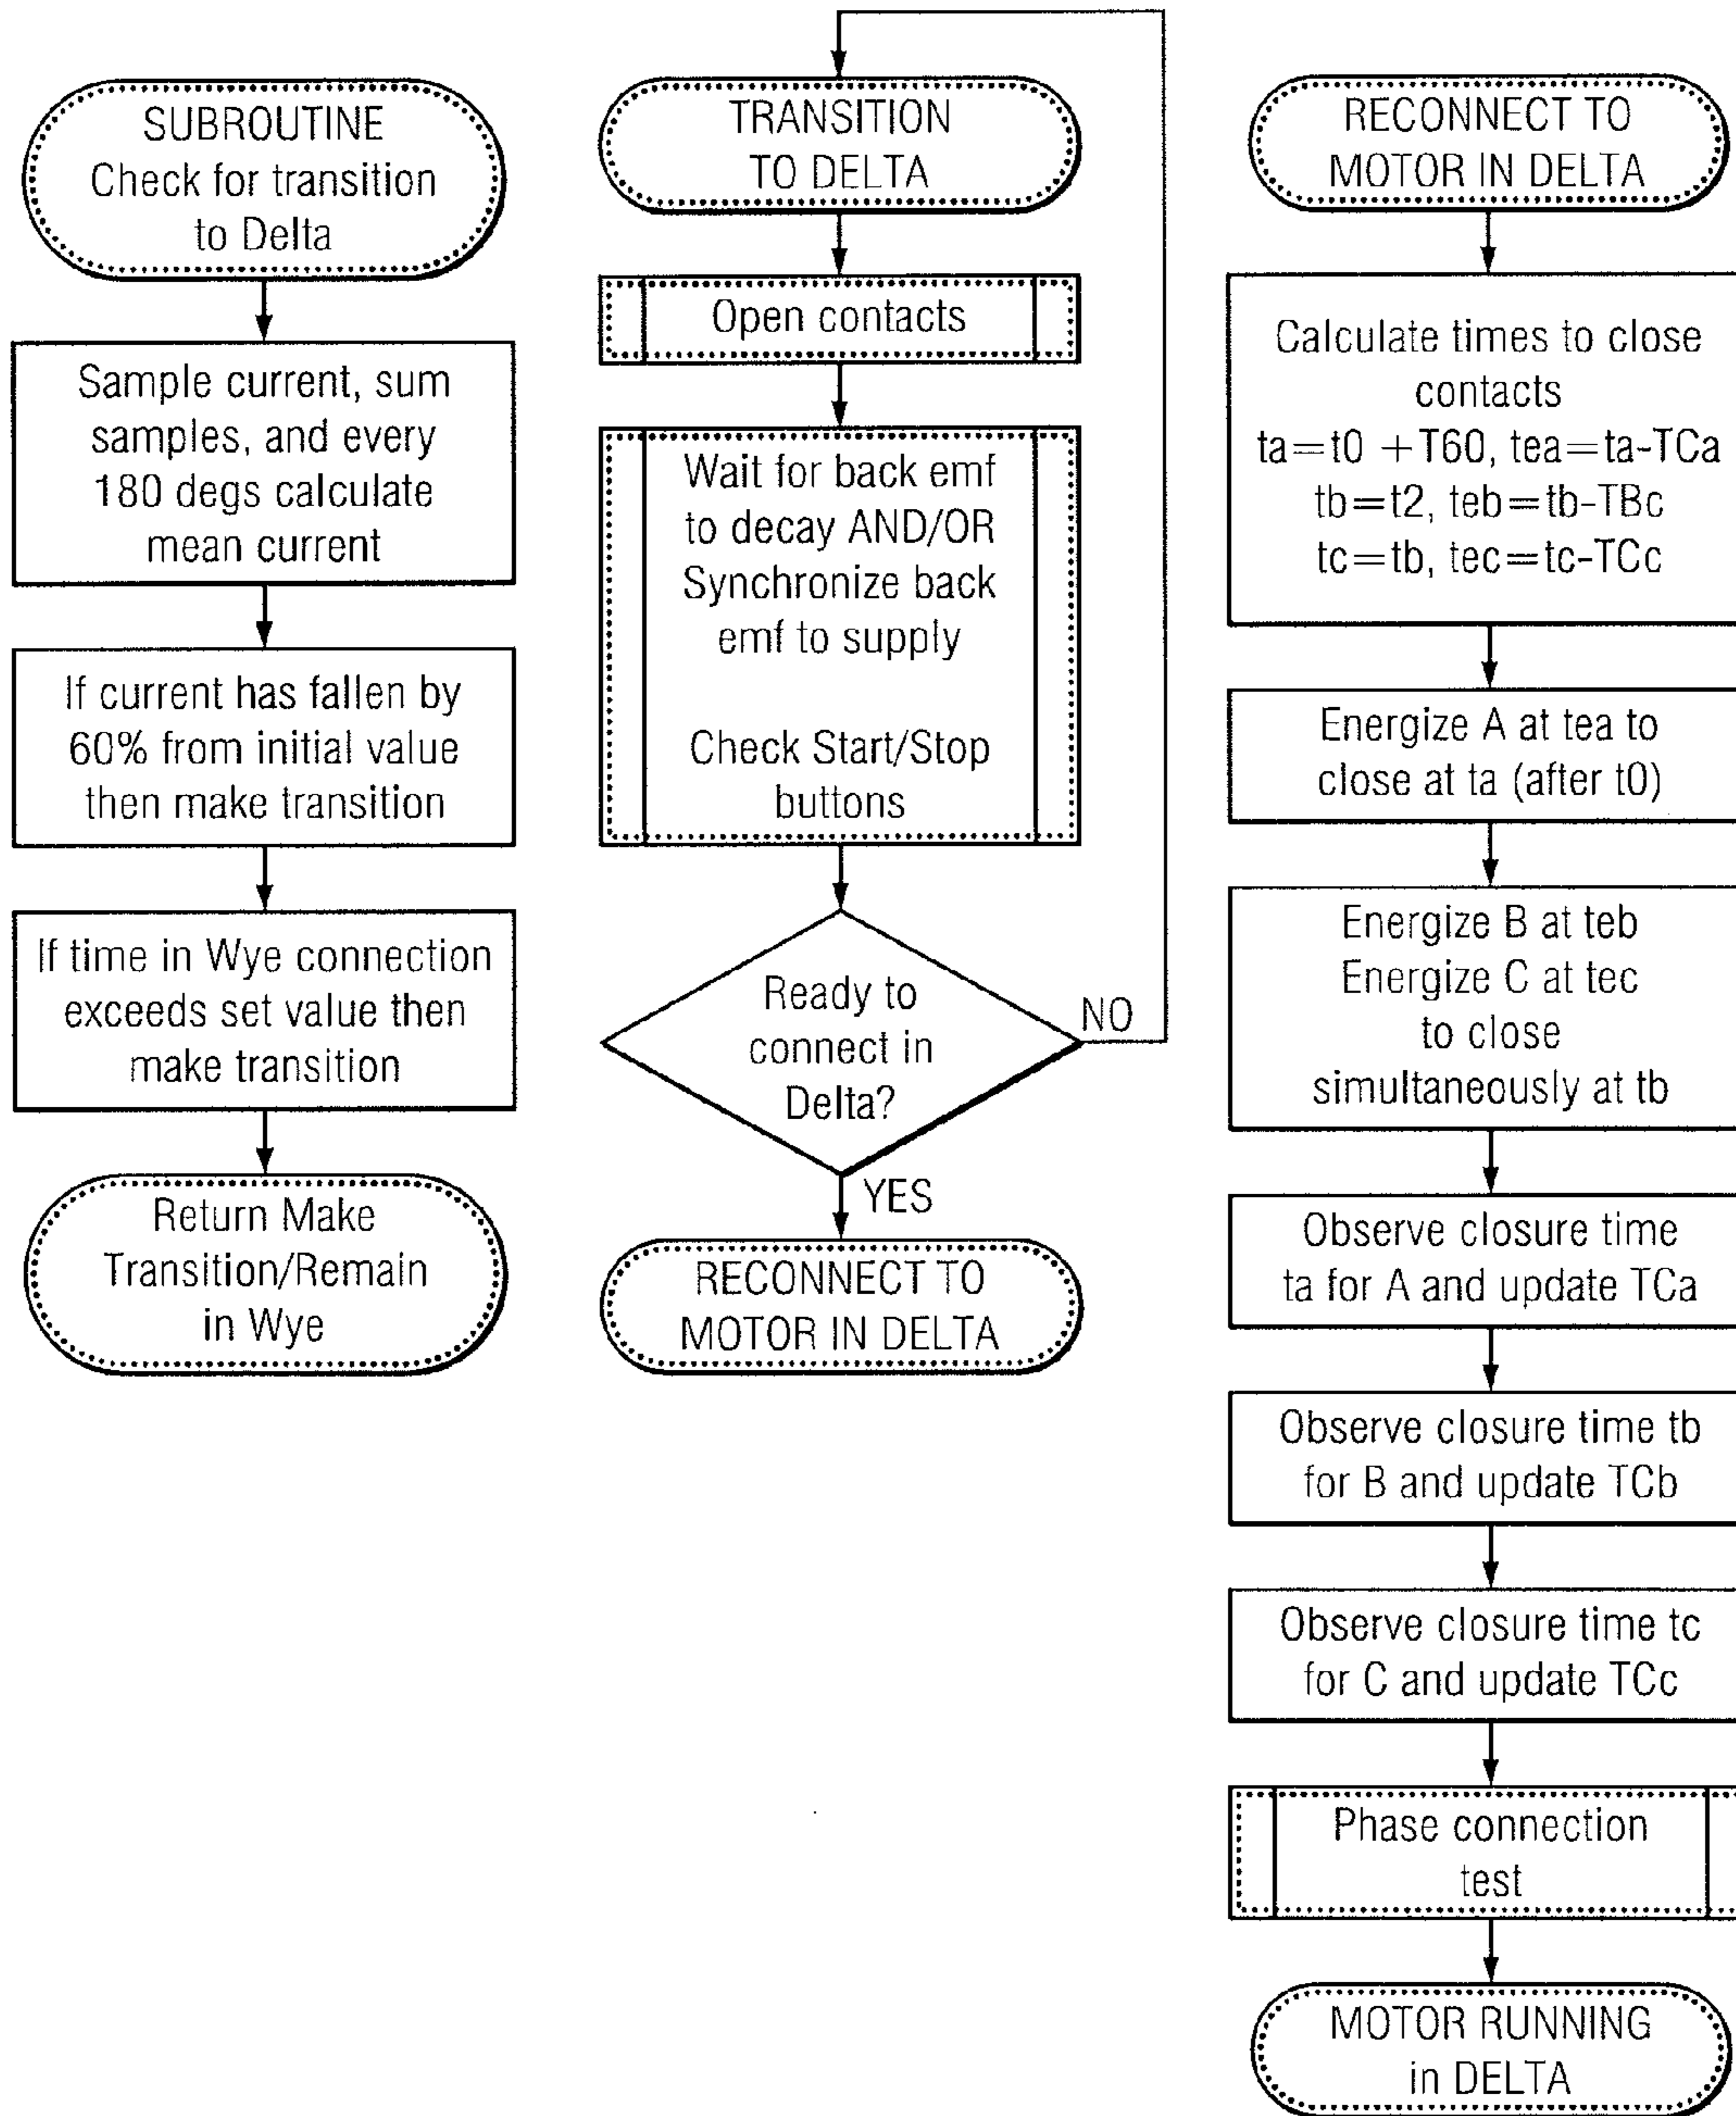 SUBROUTINE
Check for transition
to Delta
Sample current, sum
samples, and every
180 degs calculate
mean current
If current has fallen by
60% from initial value
then make transition
If time in Wye connection
exceeds set value then
make transition
Return Make
Transition/Remain
in Wye
TRANSITION
TO DELTA
Open contacts
Wait for back emf
to decay AND/OR
Synchronize back
emf to supply
Check Start/Stop
buttons
Ready to
connect in
Delta?
NO
YES
RECONNECT TO
MOTOR IN DELTA
RECONNECT TO
MOTOR IN DELTA
Calculate times to close
contacts
ta=t0 +T60, tea=ta-TCa
tb=t2, teb=tb-TBc
tc=tb, tec=tc-TCc
Energize A at tea to
close at ta (after t0)
Energize B at teb
Energize C at tec
to close
simultaneously at tb
Observe closure time
ta for A and update TCa
Observe closure time tb
for B and update TCb
Observe closure time tc
for C and update TCc
Phase connection
test
MOTOR RUNNING
in DELTA